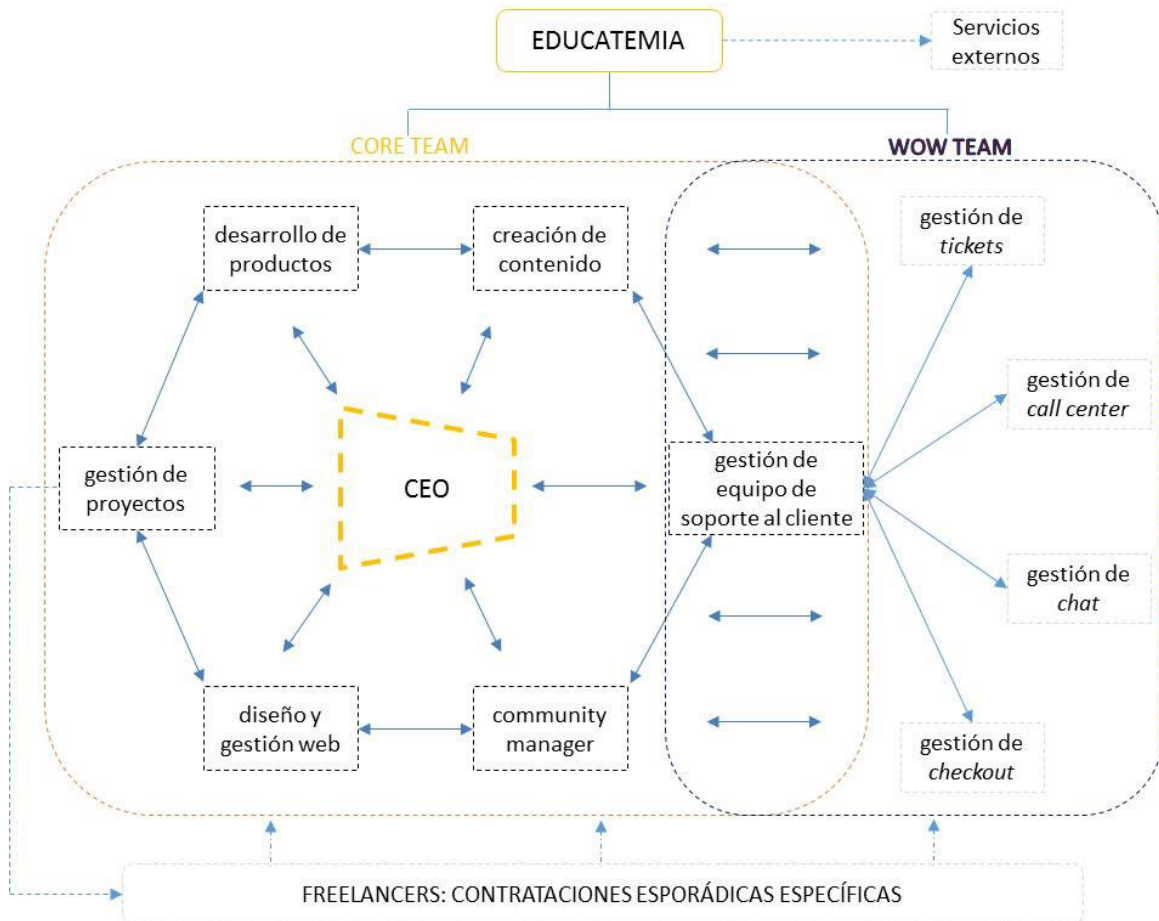 EDUCATEMIA
Servicios
externos
CORE TEAM
WOW TEAM
desarrollo de
productos
creación de
contenido
gestión de
tickets
gestión de
call center
gestión de
proyectos
CEO
gestión de
equipo de
soporte al cliente
gestión de
chat
diseño y
gestión web
community
manager
gestión de
checkout
FREELANCERS: CONTRATACIONES ESPORÁDICAS ESPECÍFICAS